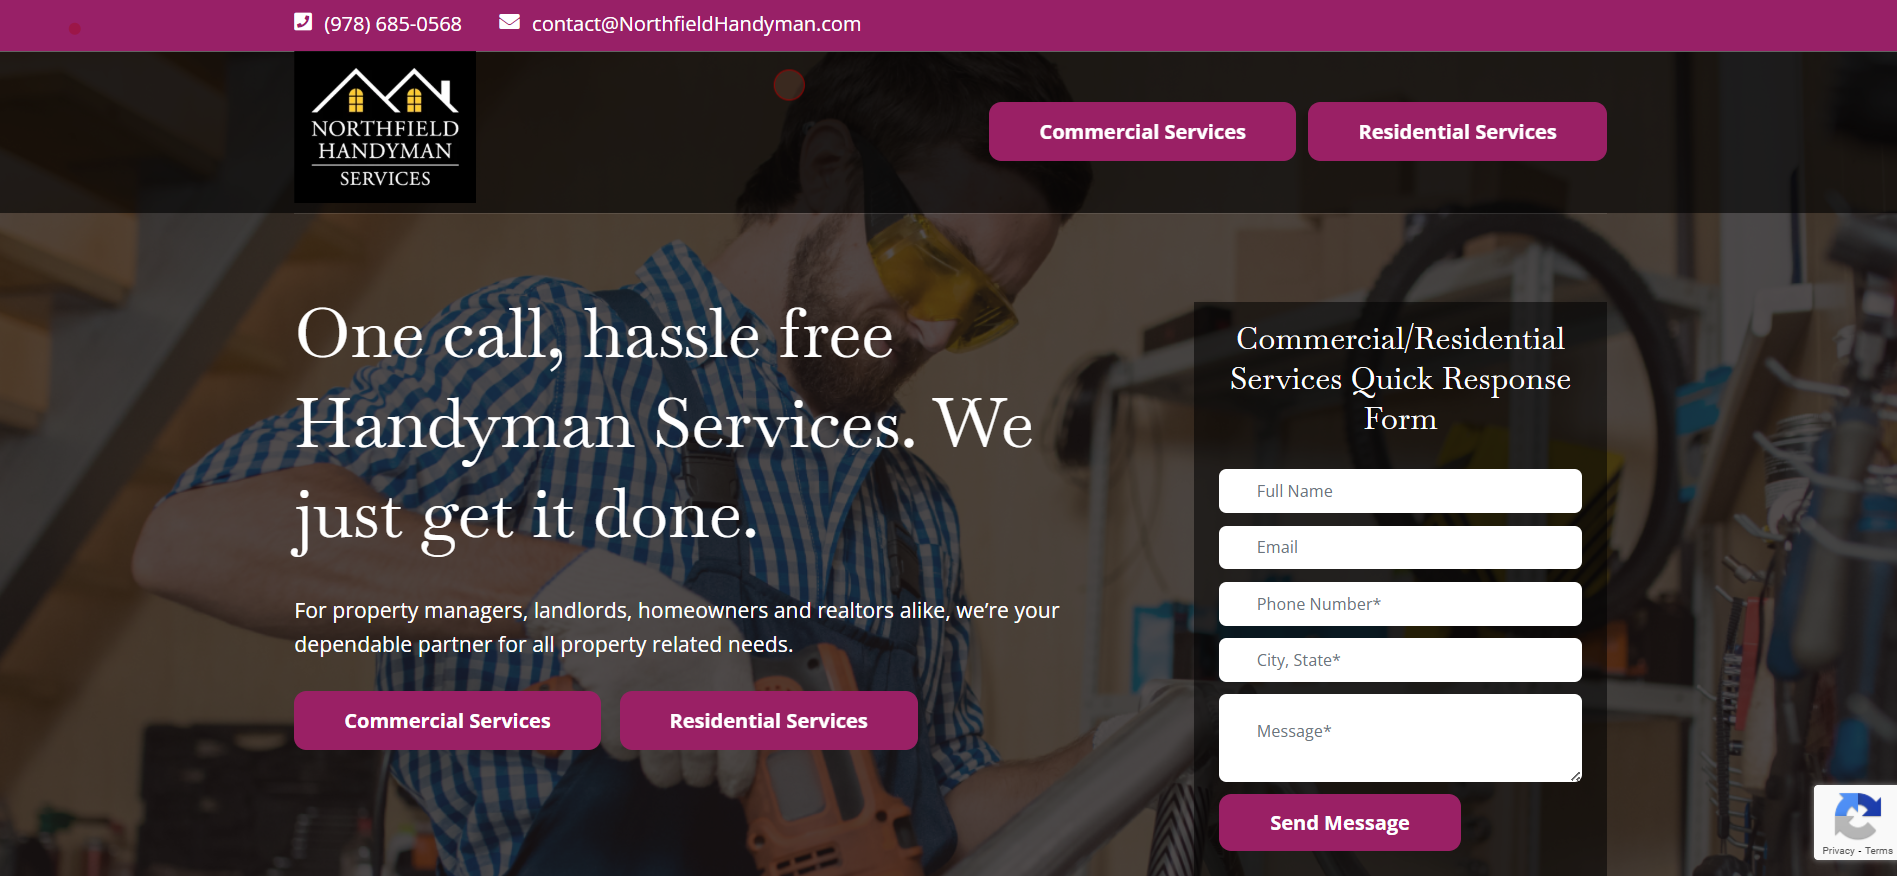 (978) 685-0568 contact@NorthfieldHandyman.com
NORTHFIELD
HANDYMAN
SERVICES
Commercial Services Residential Services
One call, hassle free
Handyman Services. We
just get it done.
For property managers, landlords, homeowners and realtors alike, we’re your
dependable partner for all property related needs.
Commercial Services Residential Services
Commercial/Residential
Services Quick Response
Form
Full Name
Email
Phone Number*
City, State*
Message*
Send Message
Privacy - Terms